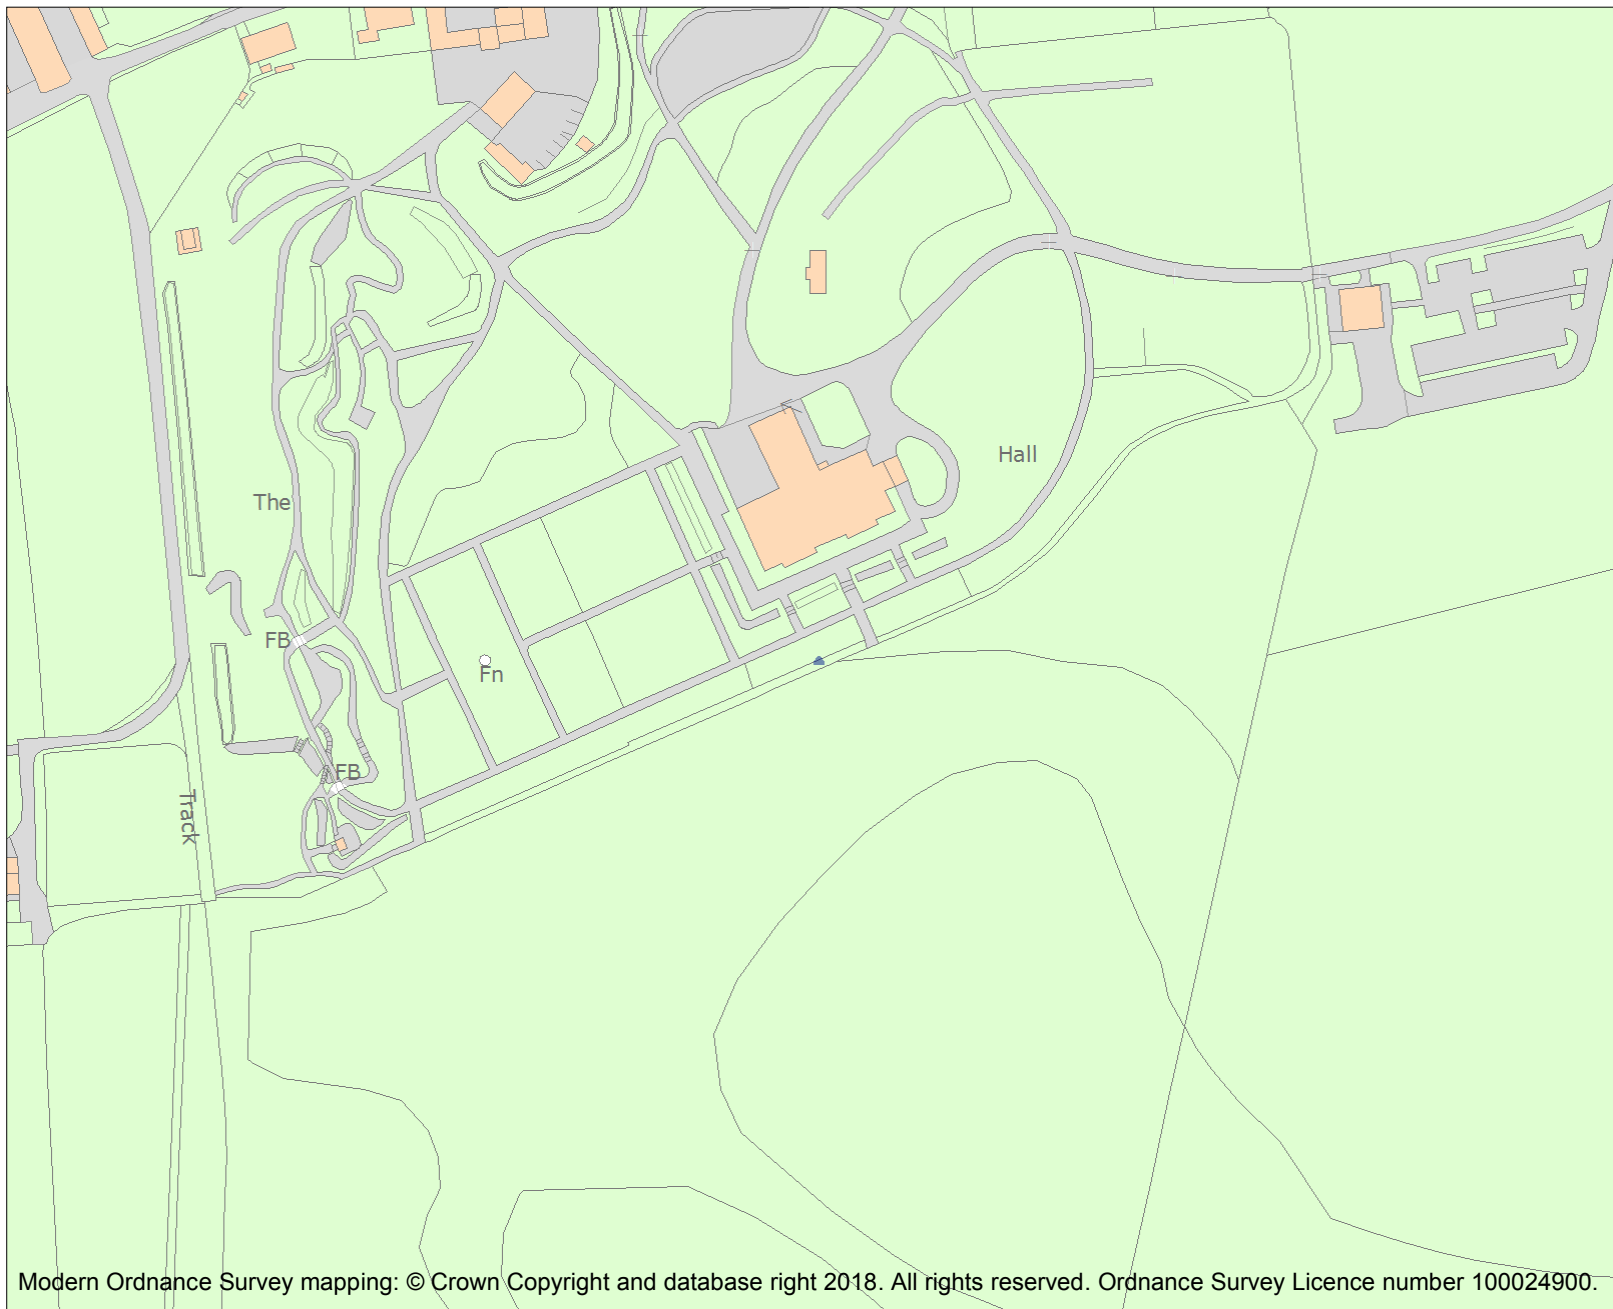 Hall
The
FB
Fn
FB
Track
Modern Ordnance Survey mapping: © Crown Copyright and database right 2018. All rights reserved. Ordnance Survey Licence number 100024900.